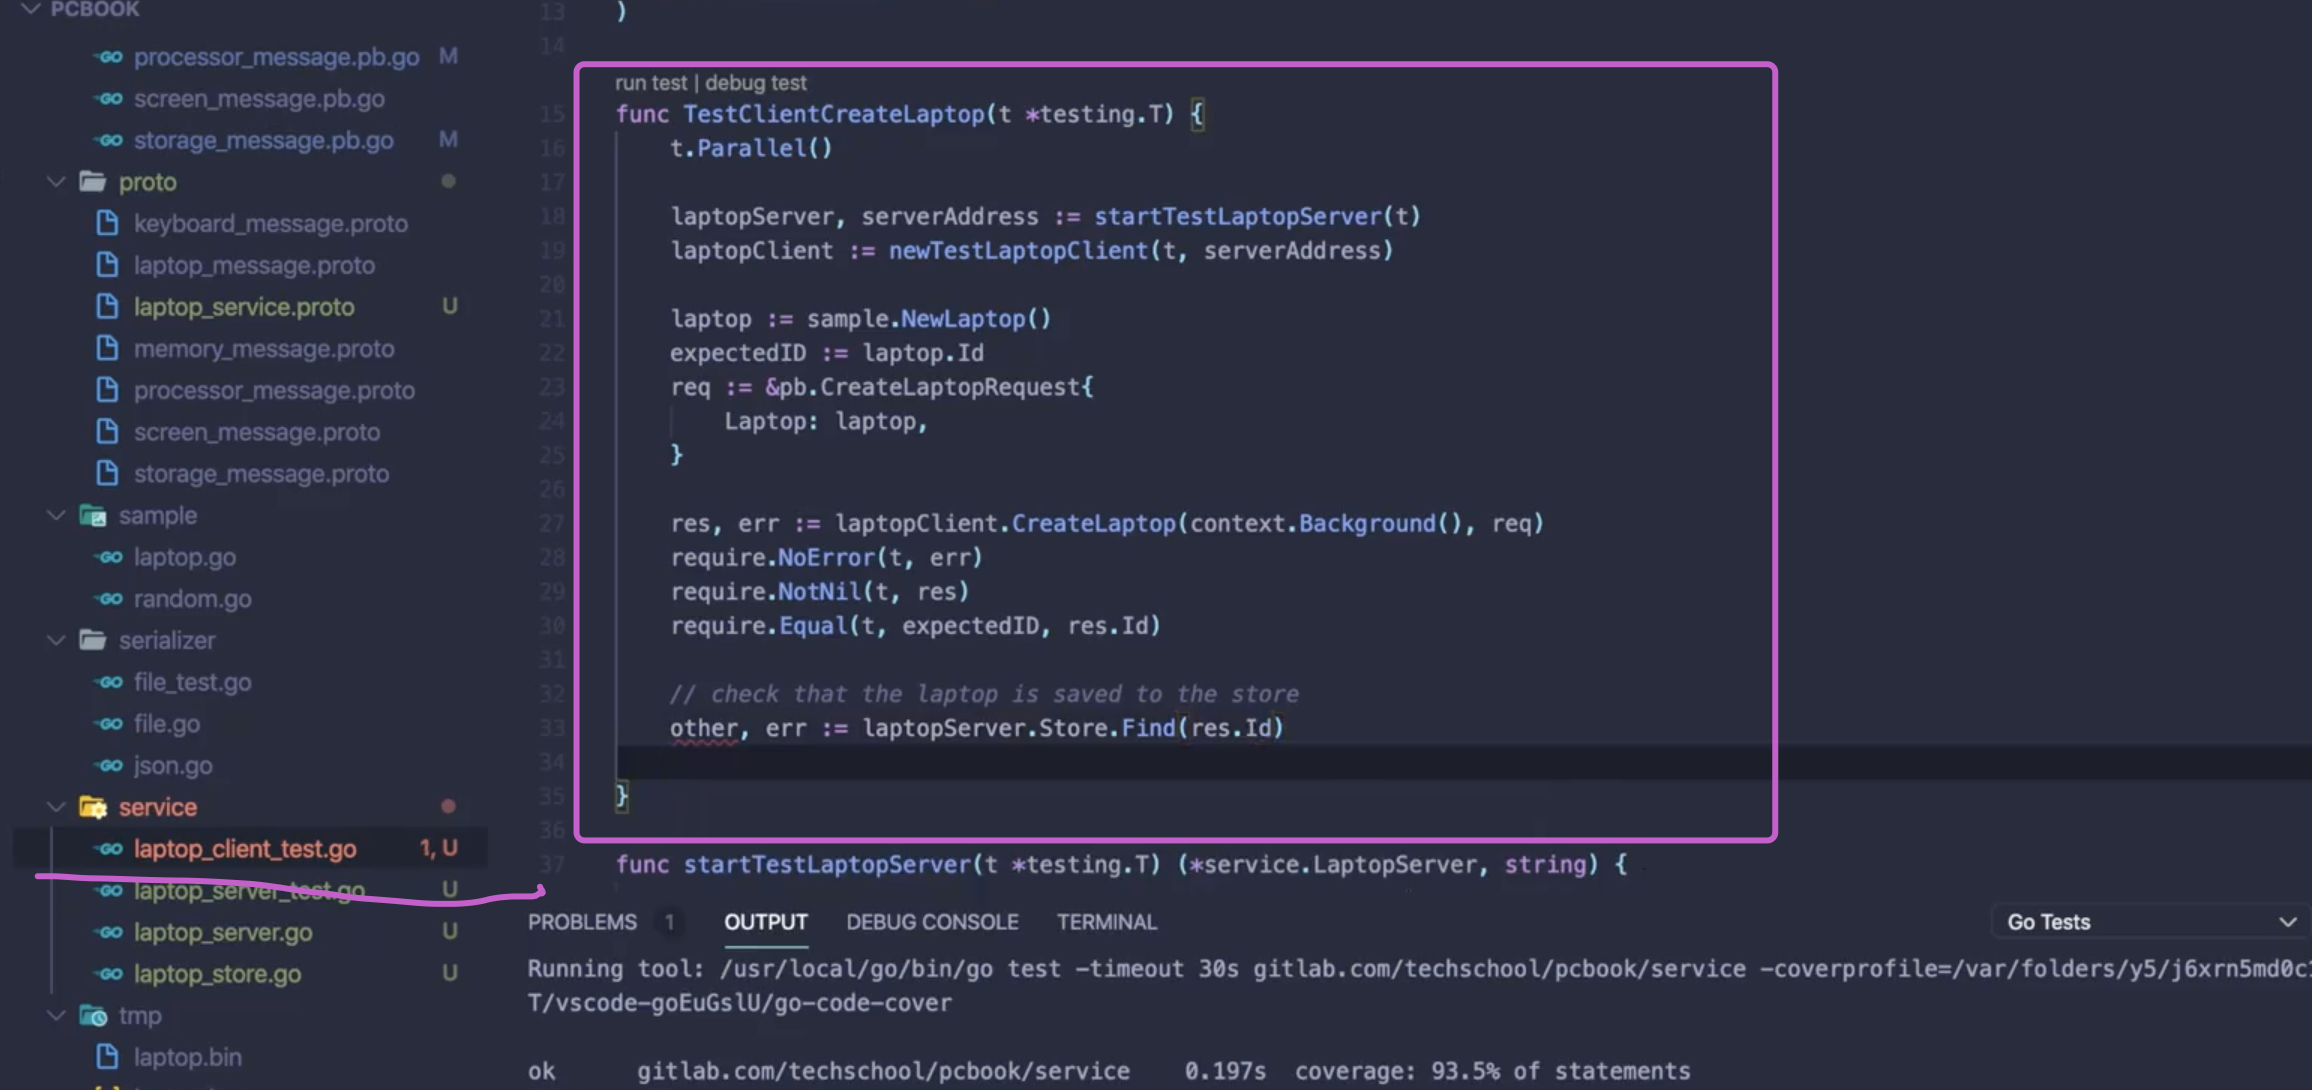 PCBOOK
processor_message.pb.go M
screen_message.pb.go
storage_message.pb.go M
proto
keyboard_message.proto
laptop_message.proto
laptop_service.proto U
memory_message.proto
processor_message.proto
screen_message.proto
storage_message.proto
sample
laptop.go
random.go
serializer
file_test.go
file.go
json.go
service
laptop_client_test.go 1, U
laptop_server_test.go U
laptop_server.go U
laptop_store.go U
tmp
laptop.bin
13 )
14
run test | debug test
15 func TestClientCreateLaptop(t *testing.T) {
16 t.Parallel()
17
18 laptopServer, serverAddress := startTestLaptopServer(t)
19 laptopClient := newTestLaptopClient(t, serverAddress)
20
21 laptop := sample.NewLaptop()
22 expectedID := laptop.Id
23 req := &pb.CreateLaptopRequest{
24 Laptop: laptop,
25 }
26
27 res, err := laptopClient.CreateLaptop(context.Background(), req)
28 require.NoError(t, err)
29 require.NotNil(t, res)
30 require.Equal(t, expectedID, res.Id)
31
32 // check that the laptop is saved to the store
33 other, err := laptopServer.Store.Find(res.Id)
34
35 }
36
37 func startTestLaptopServer(t *testing.T) (*service.LaptopServer, string) {
PROBLEMS 1 OUTPUT DEBUG CONSOLE TERMINAL Go Tests
Running tool: /usr/local/go/bin/go test -timeout 30s gitlab.com/techschool/pcbook/service -coverprofile=/var/folders/y5/j6xrn5md0c
T/vscode-goEuGslU/go-code-cover
ok gitlab.com/techschool/pcbook/service 0.197s coverage: 93.5% of statements